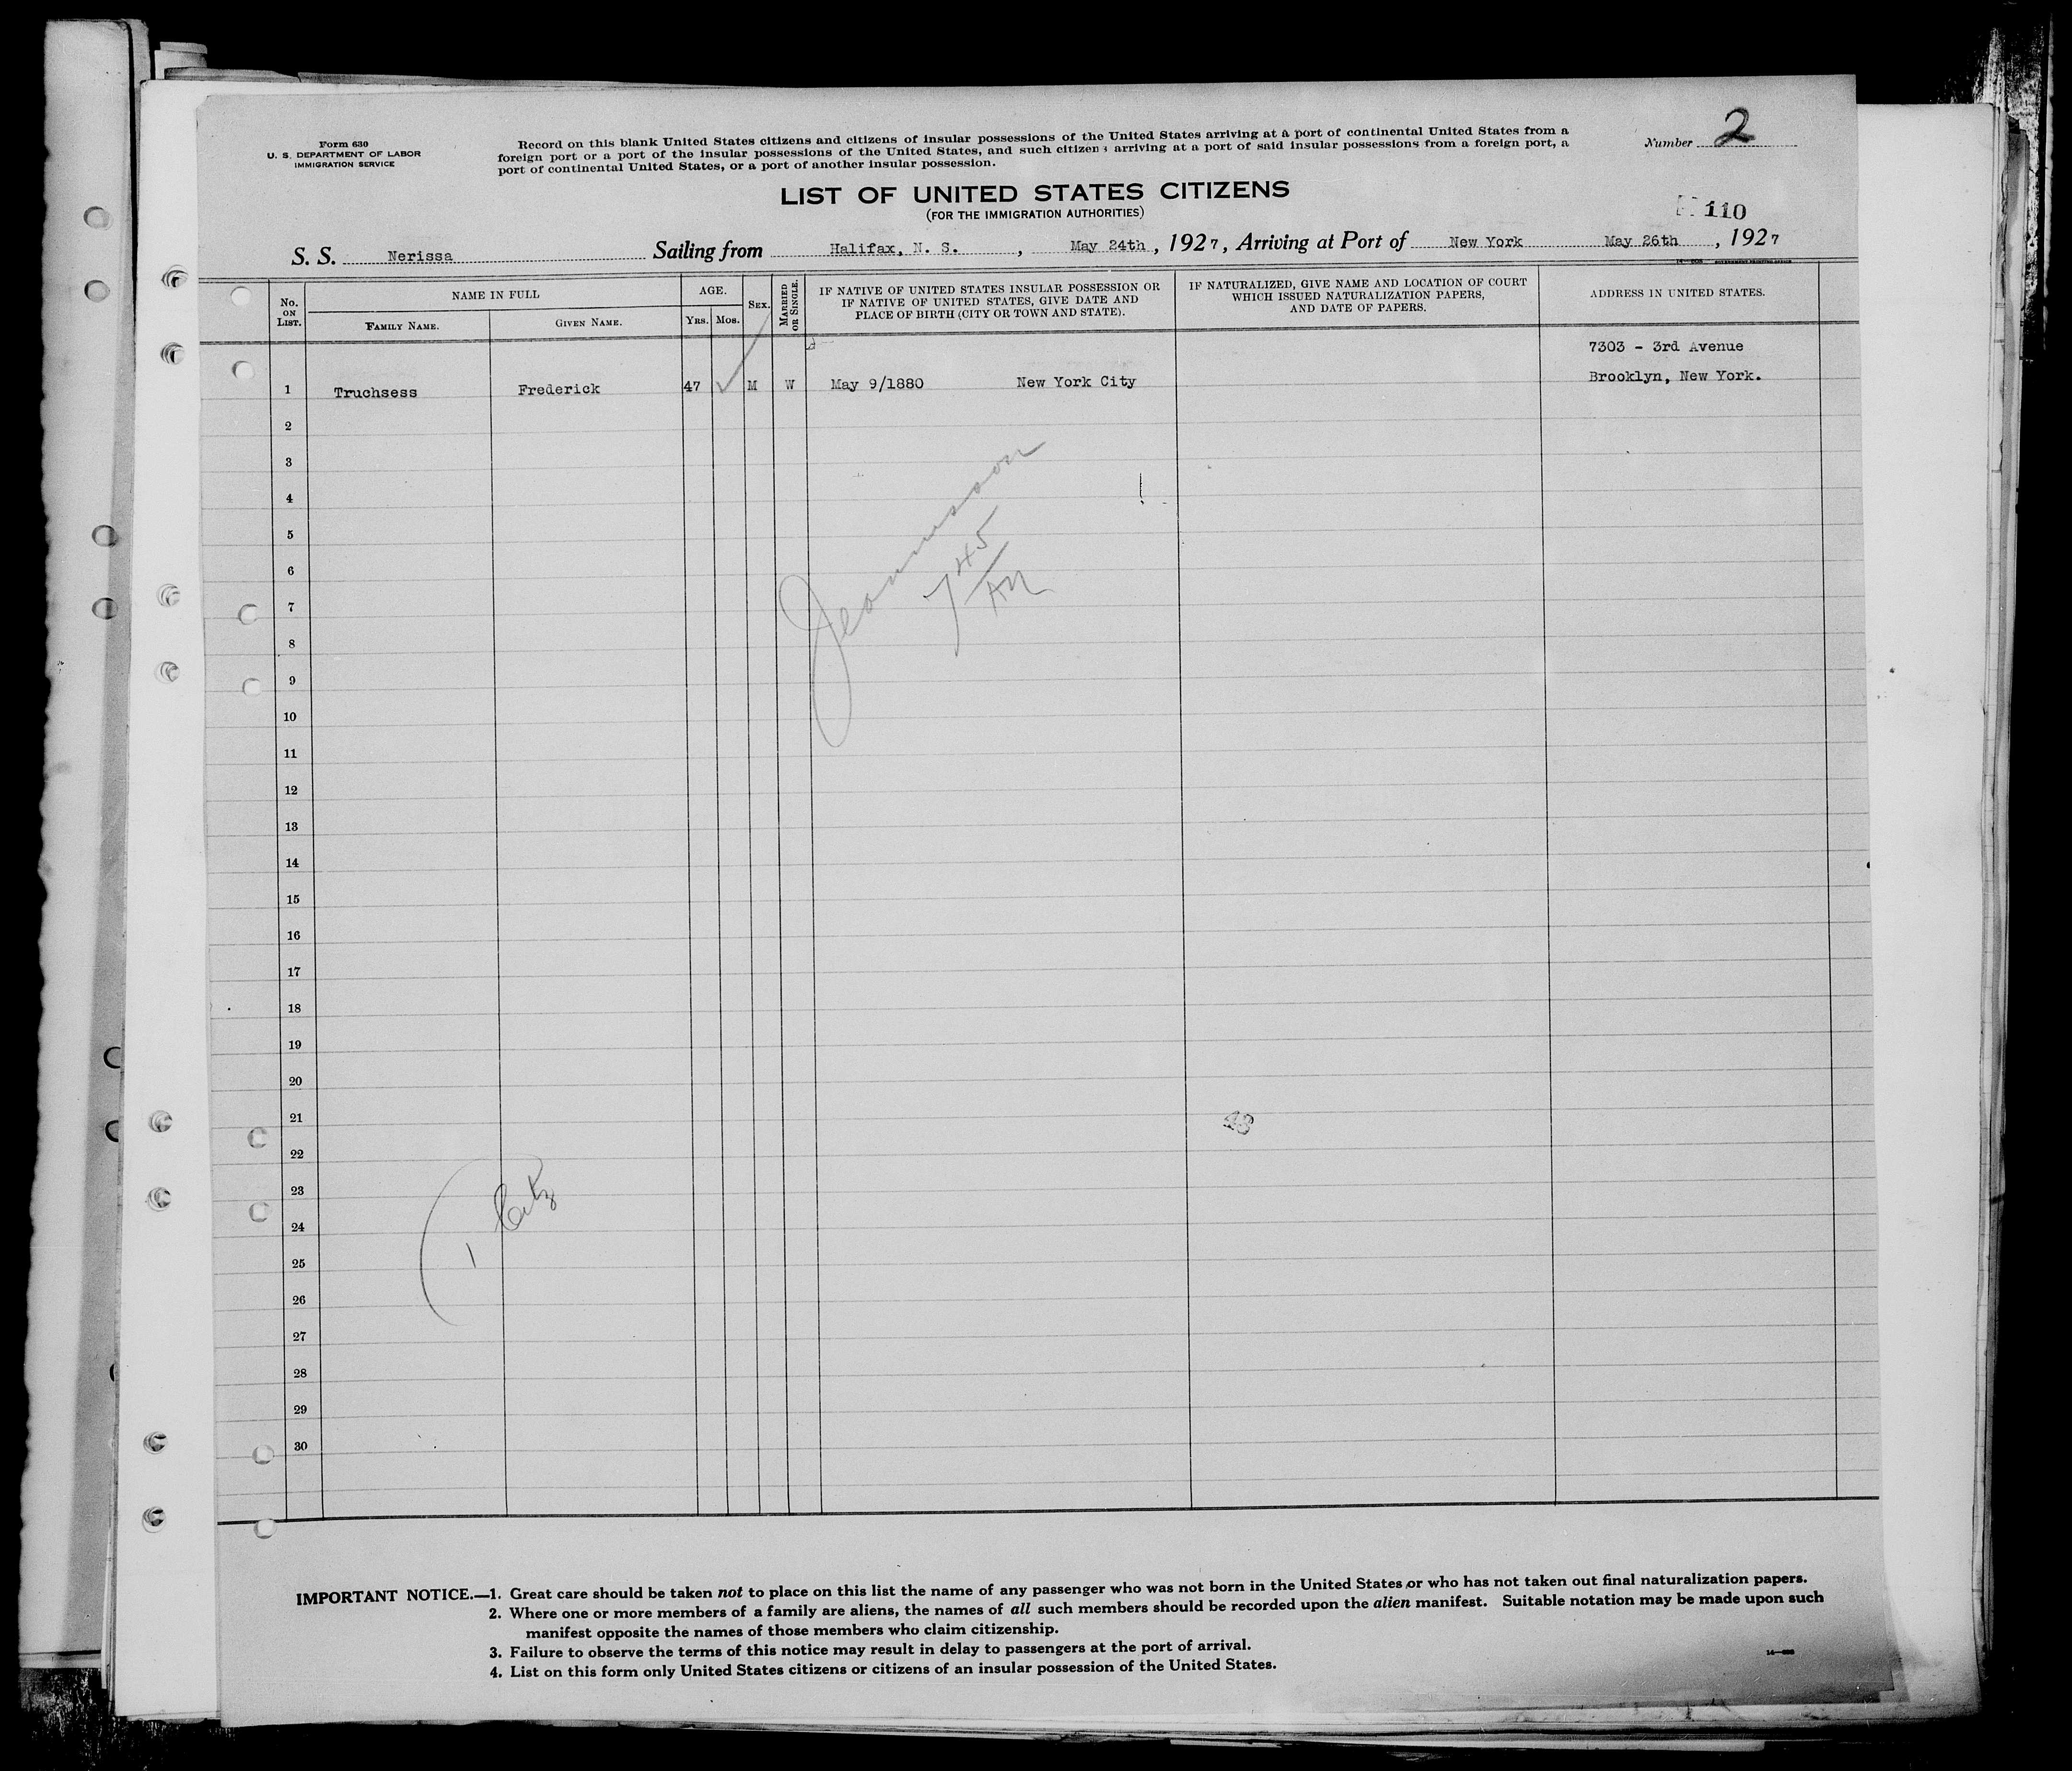 Form 630
U. S. DEPARTMENT OF LABOR
IMMIGRATION SERVICE
Record on this blank United States citizens and citizens of insular possessions of the United States arriving at a port of continental United States from a
foreign port or a port of the insular possessions of the United States, and such citizens arriving at a port of said insular possessions from a foreign port, a
port of continental United States, or a port of another insular possession.
Number 2
LIST OF UNITED STATES CITIZENS
(FOR THE IMMIGRATION AUTHORITIES)
110
S. S. Nerissa Sailing from Halifax, N. S. , May 24th , 1927, Arriving at Port of New York May 26th , 1927
No. ON LIST.
NAME IN FULL
FAMILY NAME.
GIVEN NAME.
AGE.
YRS. MOS.
SEX.
MARRIED OR SINGLE.
IF NATIVE OF UNITED STATES INSULAR POSSESSION OR
IF NATIVE OF UNITED STATES, GIVE DATE AND
PLACE OF BIRTH (CITY OR TOWN AND STATE).
IF NATURALIZED, GIVE NAME AND LOCATION OF COURT
WHICH ISSUED NATURALIZATION PAPERS,
AND DATE OF PAPERS.
ADDRESS IN UNITED STATES.
7303 - 3rd Avenue
1 Truchsess Frederick 47 M W May 9/1880 New York City Brooklyn, New York.
2
3
4
5
6
7
745
AM
8
9
10
11
12
13
14
15
16
17
18
19
20
21
22
23
24
25
26
27
28
29
30
1 Citz
IMPORTANT NOTICE.—1. Great care should be taken not to place on this list the name of any passenger who was not born in the United States or who has not taken out final naturalization papers.
2. Where one or more members of a family are aliens, the names of all such members should be recorded upon the alien manifest. Suitable notation may be made upon such
manifest opposite the names of those members who claim citizenship.
3. Failure to observe the terms of this notice may result in delay to passengers at the port of arrival.
4. List on this form only United States citizens or citizens of an insular possession of the United States.